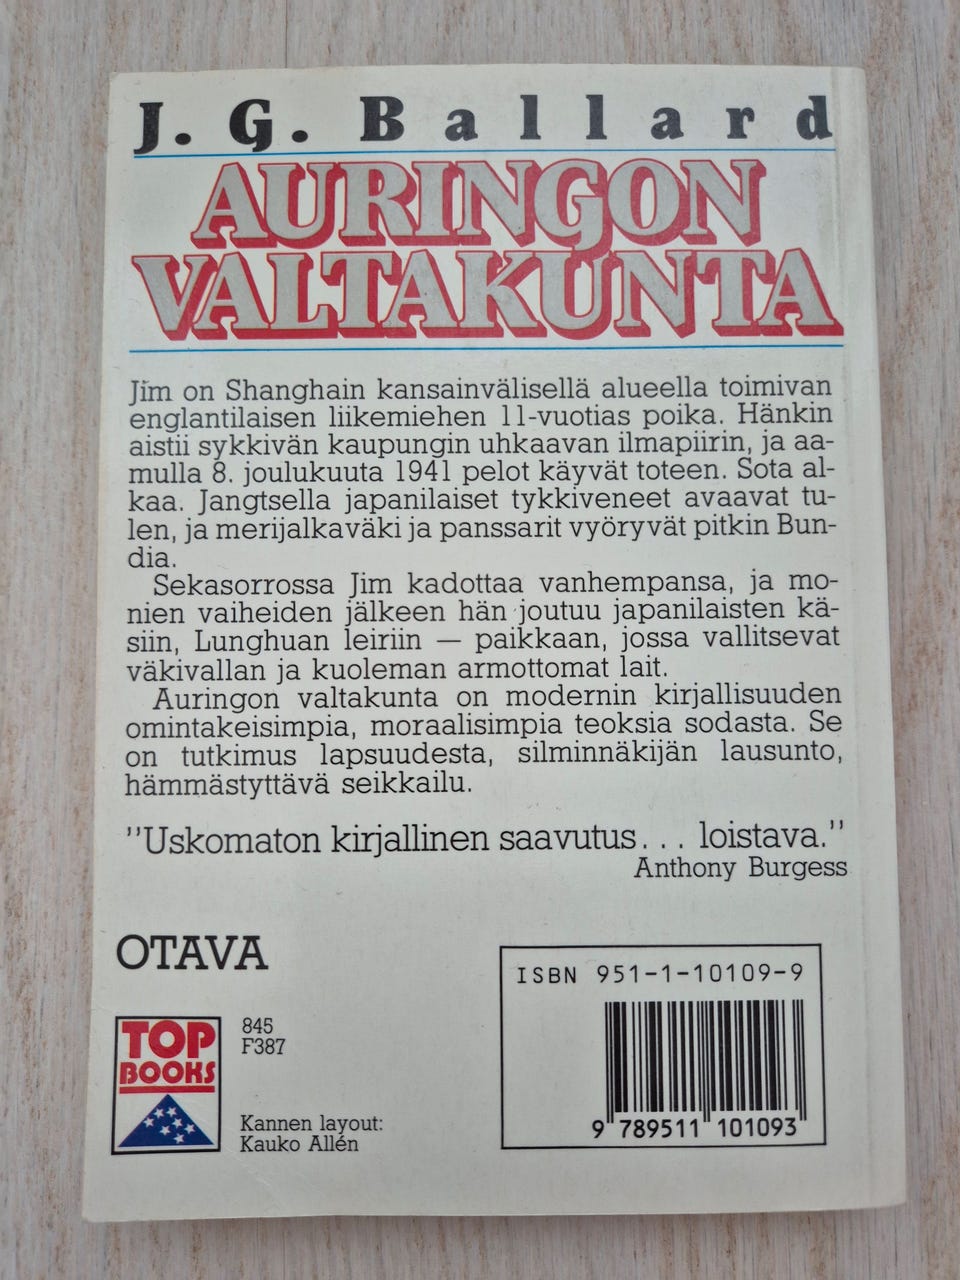 J. G. Ballard
AURINGON
VALTAKUNTA
Jim on Shanghain kansainvälisellä alueella toimivan
englantilaisen liikemiehen 11-vuotias poika. Hänkin
aistii sykkivän kaupungin uhkaavan ilmapiirin, ja aa-
mulla 8. joulukuuta 1941 pelot käyvät toteen. Sota al-
kaa. Jangtsella japanilaiset tykkiveneet avaavat tu-
len, ja merijalkaväki ja panssarit vyöryvät pitkin Bun-
dia.
Sekasorrossa Jim kadottaa vanhempansa, ja mo-
nien vaiheiden jälkeen hän joutuu japanilaisten kä-
siin, Lunghuan leiriin — paikkaan, jossa vallitsevat
väkivallan ja kuoleman armottomat lait.
Auringon valtakunta on modernin kirjallisuuden
omintakeisimpia, moraalisimpia teoksia sodasta. Se
on tutkimus lapsuudesta, silminnäkijän lausunto,
hämmästyttävä seikkailu.
"Uskomaton kirjallinen saavutus... loistava."
Anthony Burgess
OTAVA
TOP
BOOKS
845
F387
Kannen layout:
Kauko Allén
ISBN 951-1-10109-9
9 789511 101093